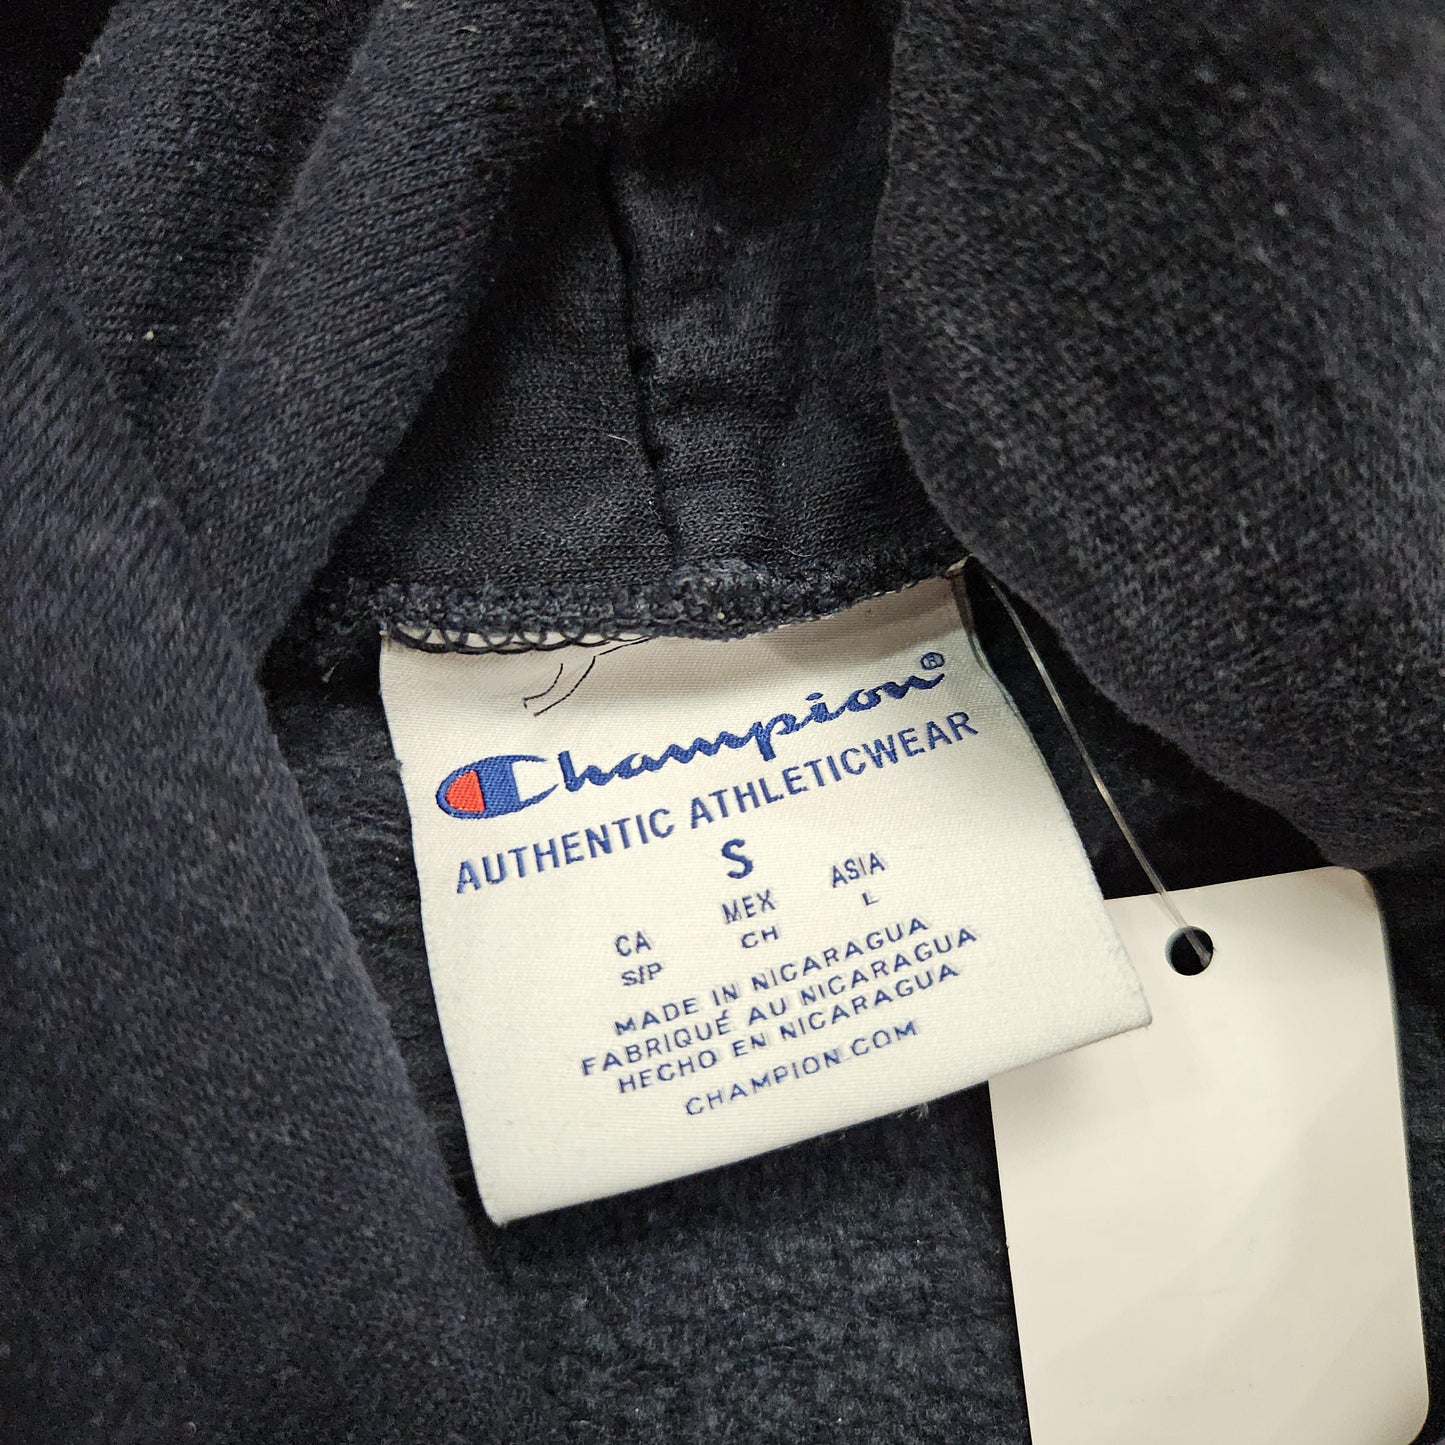 Champion®
AUTHENTIC ATHLETICWEAR
S
CA MEX ASIA
S/P CH L
MADE IN NICARAGUA
FABRIQUÉ AU NICARAGUA
HECHO EN NICARAGUA
CHAMPION.COM